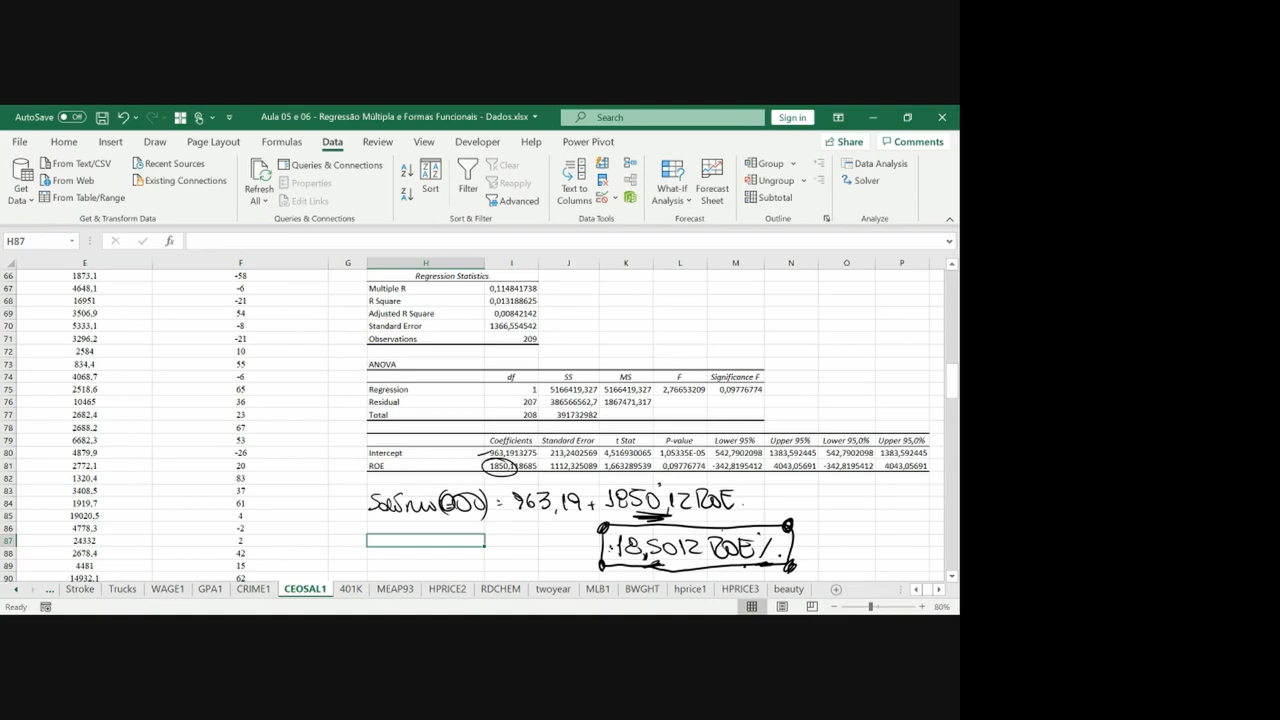 AutoSave Off Aula 05 e 06 - Regressão Múltipla e Formas Funcionais - Dados.xlsx Search Sign in
File Home Insert Draw Page Layout Formulas Data Review View Developer Help Power Pivot Share Comments
Get Data From Text/CSV From Web From Table/Range Recent Sources Existing Connections
Get & Transform Data
Refresh All Queries & Connections Properties Edit Links
Queries & Connections
Sort Filter Clear Reapply Advanced
Sort & Filter
Text to Columns
Data Tools
What-If Analysis Forecast Sheet
Forecast
Group Ungroup Subtotal
Outline
Data Analysis Solver
Analyze
H87 fx
E F G H I J K L M N O P
66 1873,1 -58 Regression Statistics
67 4648,1 -6 Multiple R 0,114841738
68 16951 -21 R Square 0,013188625
69 3506,9 54 Adjusted R Square 0,00842142
70 5333,1 -8 Standard Error 1366,554542
71 3296,2 -21 Observations 209
72 2584 10
73 834,4 55 ANOVA
74 4068,7 -6 df SS MS F Significance F
75 2518,6 65 Regression 1 5166419,327 5166419,327 2,76653209 0,09776774
76 10465 36 Residual 207 386566562,7 1867471,317
77 2682,4 23 Total 208 391732982
78 2688,2 67
79 6682,3 53 Coefficients Standard Error t Stat P-value Lower 95% Upper 95% Lower 95,0% Upper 95,0%
80 4879,9 -26 Intercept 963,1913275 213,2402569 4,516930065 1,05335E-05 542,7902098 1383,592445 542,7902098 1383,592445
81 2772,1 20 ROE 1850,118685 1112,325089 1,663289539 0,09776774 -342,8195412 4043,05691 -342,8195412 4043,05691
82 1320,4 83
83 3408,5 37
84 1919,7 61 Salários (000) = 963,19 + 1850,12 ROE
85 19020,5 4
86 4778,3 -2
87 24332 2
88 2678,4 42 18,5012 ROE%.
89 4481 15
90 14932,1 62
... Stroke Trucks WAGE1 GPA1 CRIME1 CEOSAL1 401K MEAP93 HPRICE2 RDCHEM twoyear MLB1 BWGHT hprice1 HPRICE3 beauty
Ready 80%